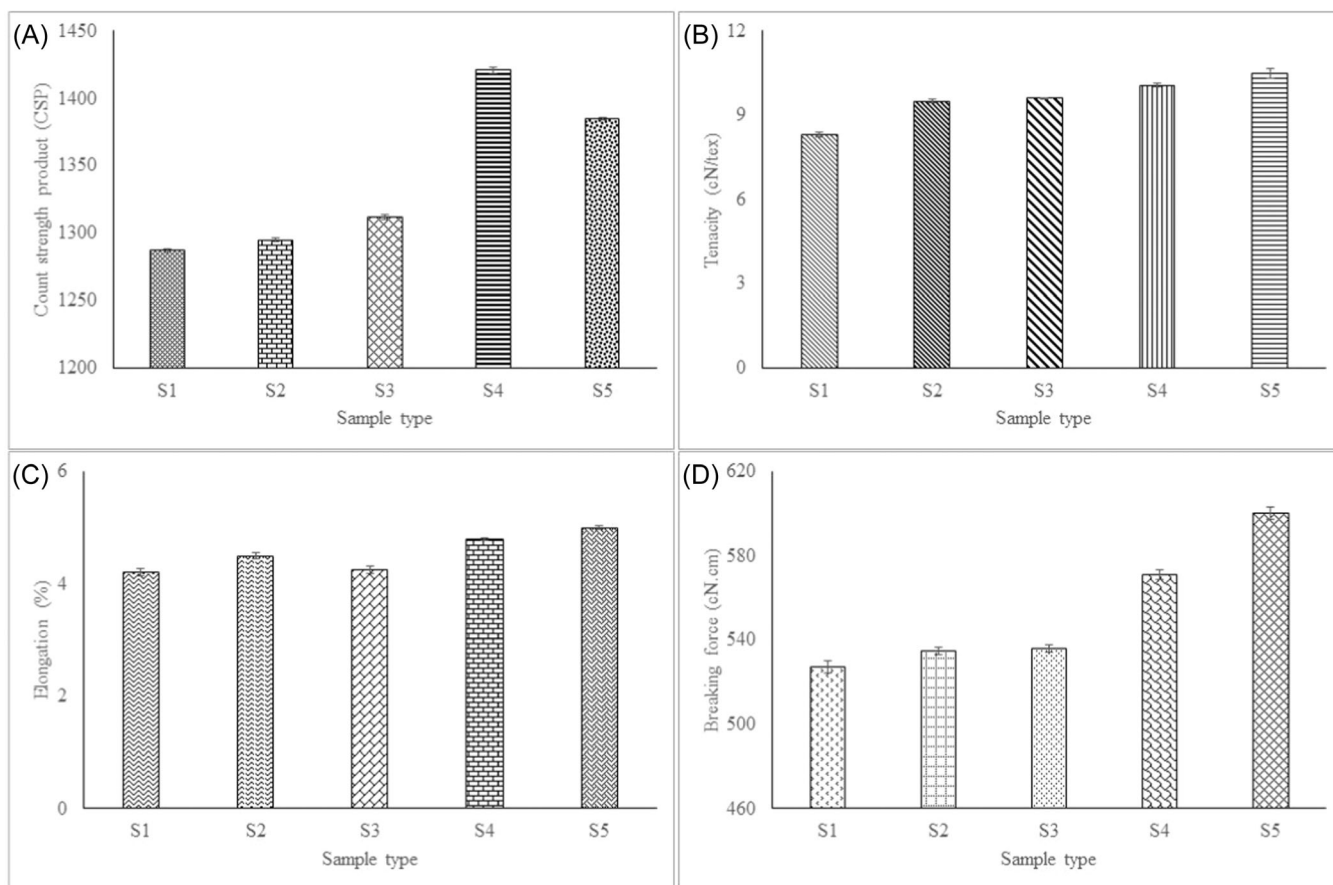 (A)
Count strength product (CSP)
1450
1400
1350
1300
1250
1200
S1 S2 S3 S4 S5
Sample type
(B)
Tenacity (cN/tex)
12
9
6
3
0
S1 S2 S3 S4 S5
Sample type
(C)
Elongation (%)
6
4
2
0
S1 S2 S3 S4 S5
Sample type
(D)
Breaking force (cN.cm)
620
580
540
500
460
S1 S2 S3 S4 S5
Sample type